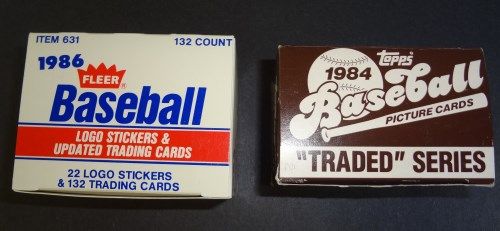 ITEM 631 132 COUNT
1986
FLEER
Baseball
LOGO STICKERS &
UPDATED TRADING CARDS
22 LOGO STICKERS
& 132 TRADING CARDS
topps
1984
Baseball
PICTURE CARDS
"TRADED" SERIES